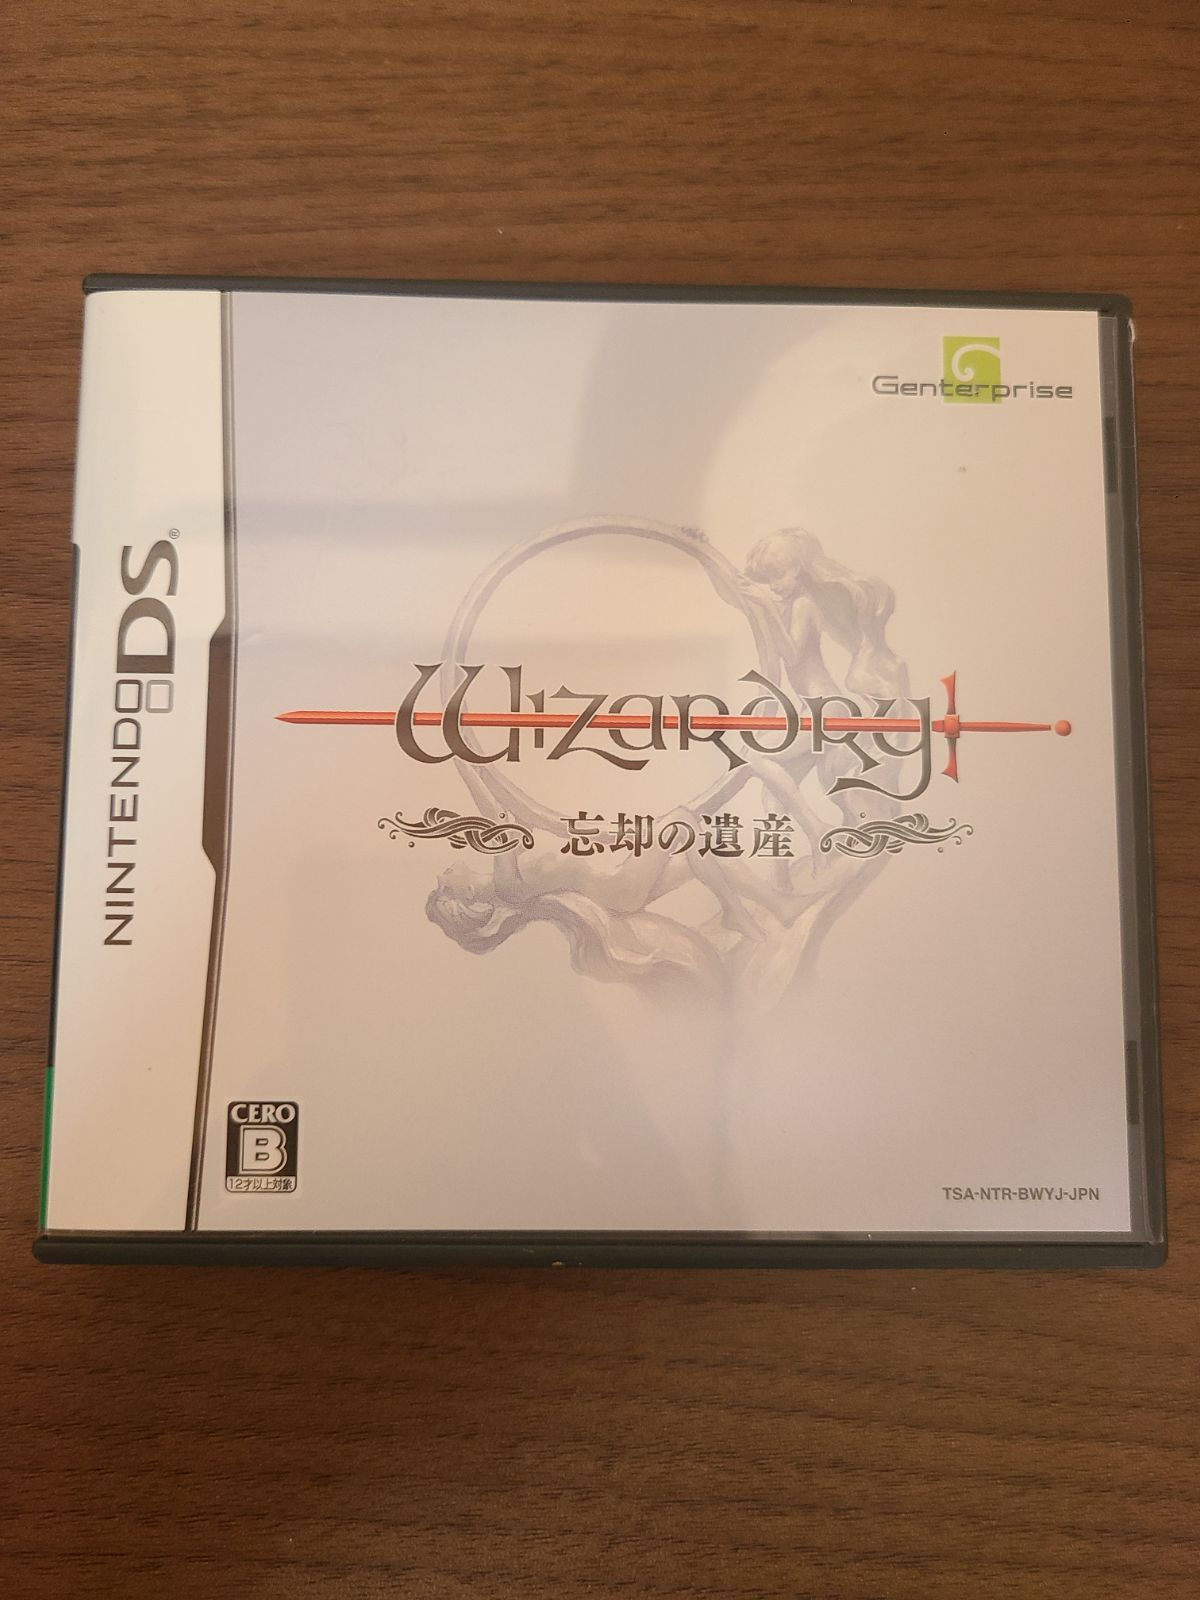 NINTENDO DS®
Genterprise
Wizardry
忘却の遺産
CERO
B
12才以上対象
TSA-NTR-BWYJ-JPN